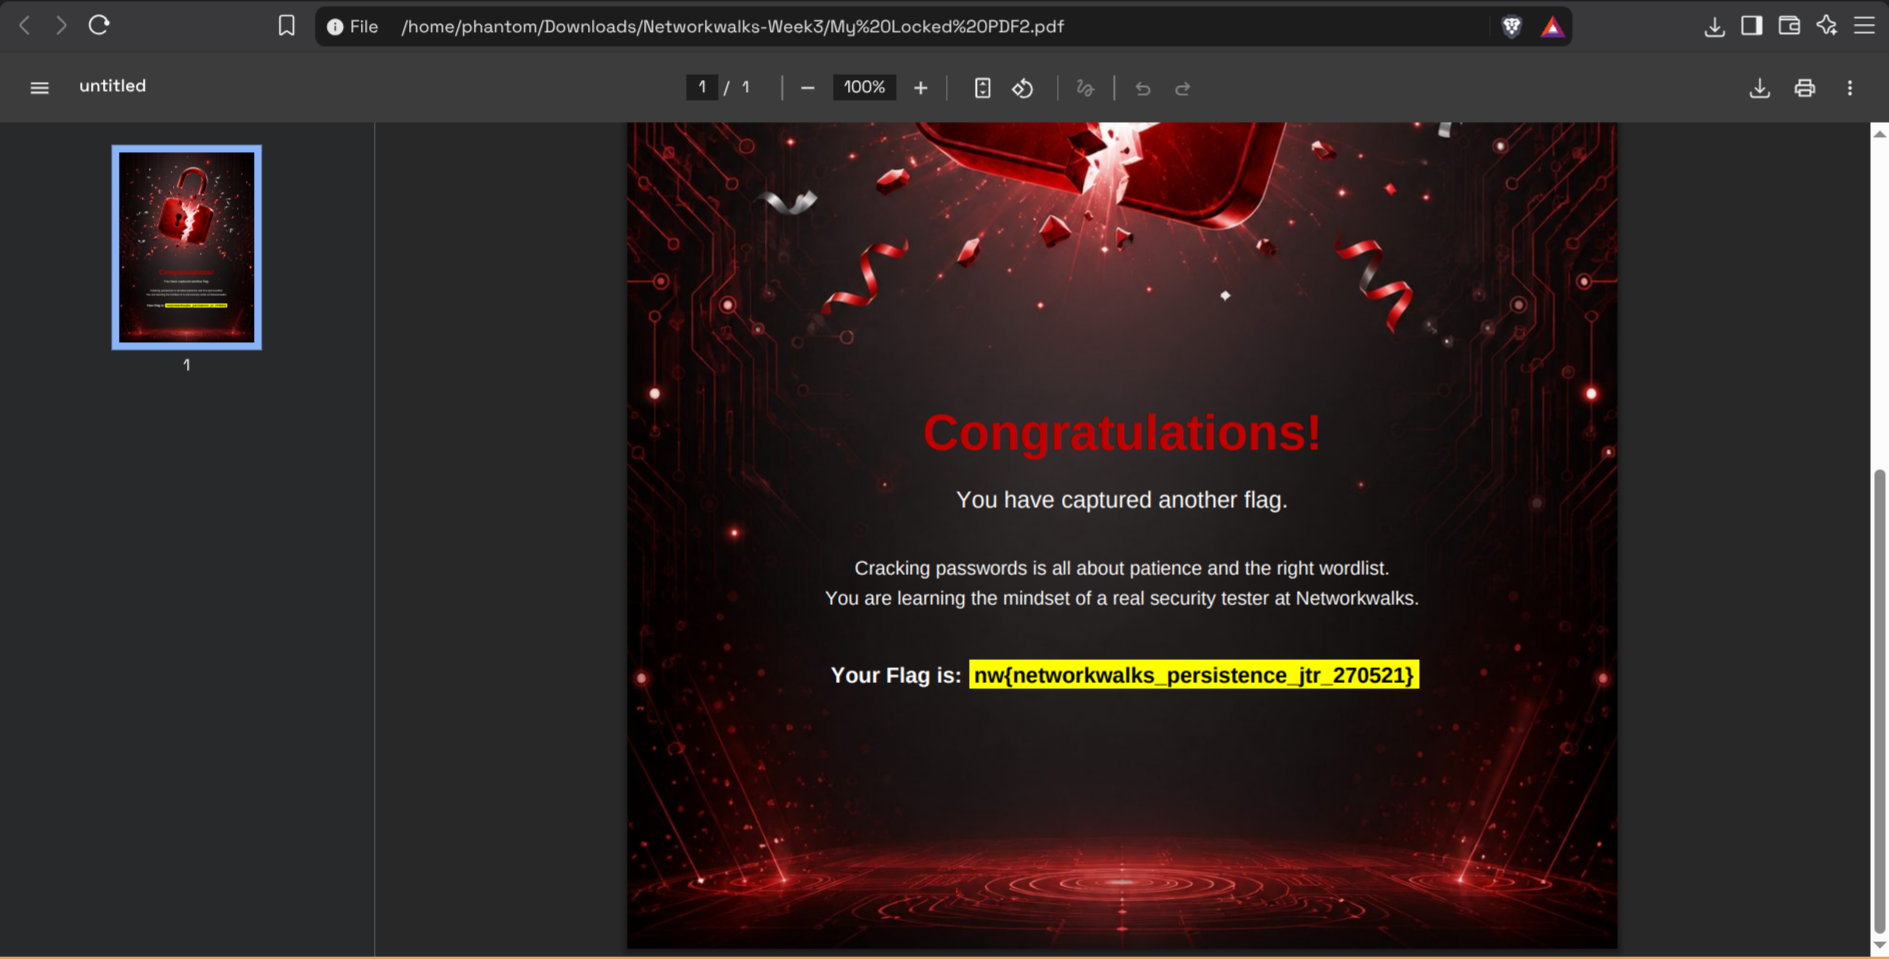 File /home/phantom/Downloads/Networkwalks-Week3/My%20Locked%20PDF2.pdf
untitled
1 / 1
100%
1
Congratulations!
You have captured another flag.
Cracking passwords is all about patience and the right wordlist.
You are learning the mindset of a real security tester at Networkwalks.
Your Flag is: nw{networkwalks_persistence_jtr_270521}